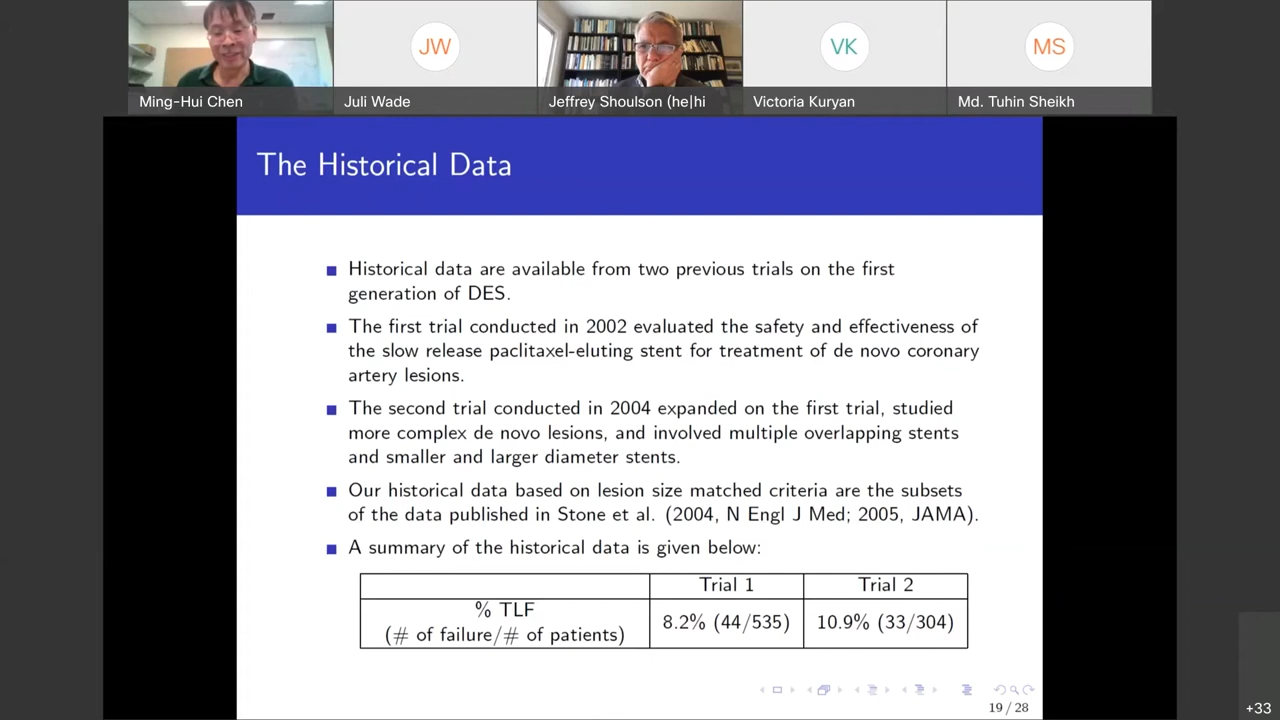 JW
VK
MS
Ming-Hui Chen
Juli Wade
Jeffrey Shoulson (he|hi
Victoria Kuryan
Md. Tuhin Sheikh
The Historical Data
Historical data are available from two previous trials on the first
generation of DES.
The first trial conducted in 2002 evaluated the safety and effectiveness of
the slow release paclitaxel-eluting stent for treatment of de novo coronary
artery lesions.
The second trial conducted in 2004 expanded on the first trial, studied
more complex de novo lesions, and involved multiple overlapping stents
and smaller and larger diameter stents.
Our historical data based on lesion size matched criteria are the subsets
of the data published in Stone et al. (2004, N Engl J Med; 2005, JAMA).
A summary of the historical data is given below:
Trial 1
Trial 2
% TLF
(# of failure/# of patients)
8.2% (44/535)
10.9% (33/304)
19 / 28
+33